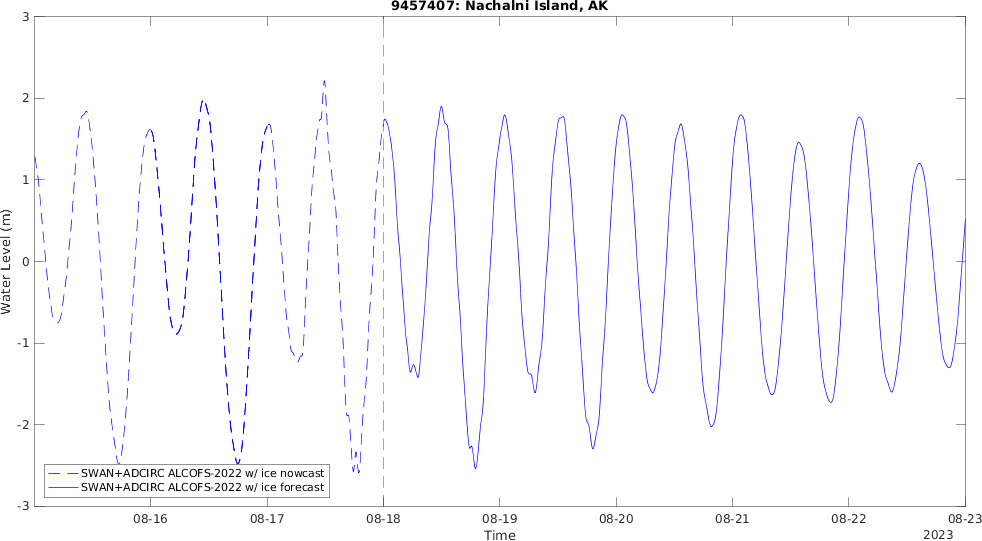 9457407: Nachalni Island, AK
3
2
1
0
-1
-2
-3
Water Level (m)
SWAN+ADCIRC ALCOFS-2022 w/ ice nowcast
SWAN+ADCIRC ALCOFS-2022 w/ ice forecast
08-16 08-17 08-18 08-19 08-20 08-21 08-22 08-23
Time
2023